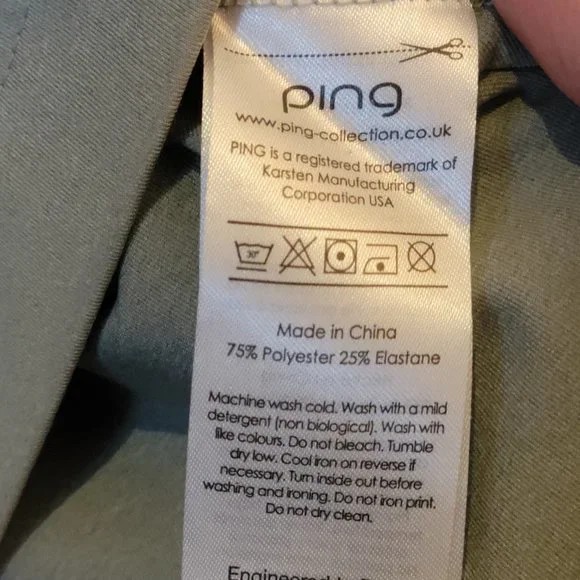 ping
www.ping-collection.co.uk
PING is a registered trademark of
Karsten Manufacturing
Corporation USA
30°
Made in China
75% Polyester 25% Elastane
Machine wash cold. Wash with a mild
detergent (non biological). Wash with
like colours. Do not bleach. Tumble
dry low. Cool iron on reverse if
necessary. Turn inside out before
washing and ironing. Do not iron print.
Do not dry clean.
Engineered